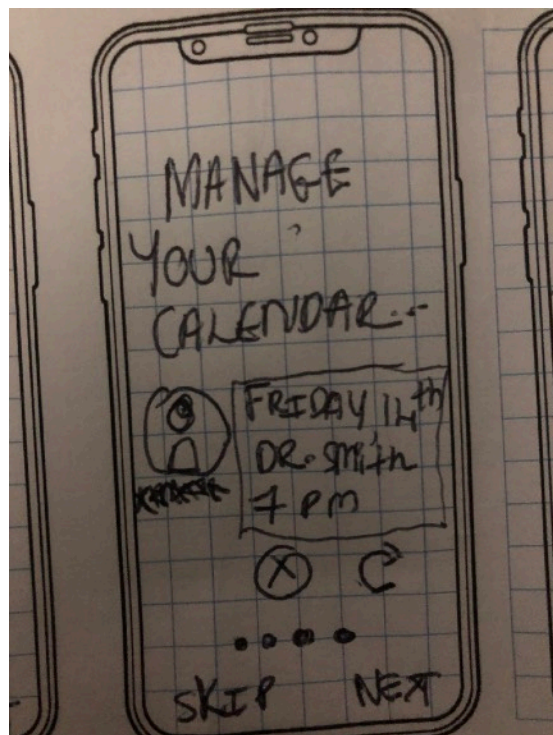 MANAGE
YOUR
CALENDAR...
FRIDAY, 14th
DR. Smith
7 PM
SKIP NEXT